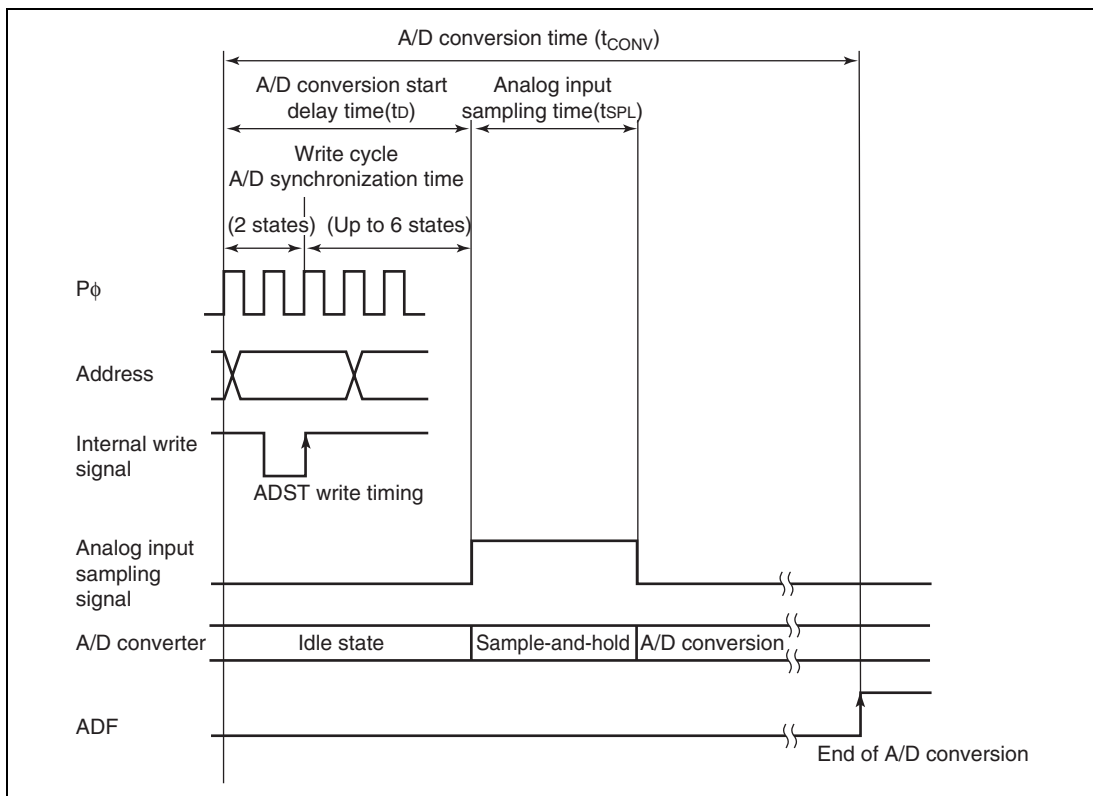 A/D conversion time (tCONV)
A/D conversion start
delay time(tD)
Analog input
sampling time(tSPL)
Write cycle
A/D synchronization time
(2 states)
(Up to 6 states)
Pϕ
Address
Internal write
signal
ADST write timing
Analog input
sampling
signal
A/D converter
Idle state
Sample-and-hold
A/D conversion
ADF
End of A/D conversion